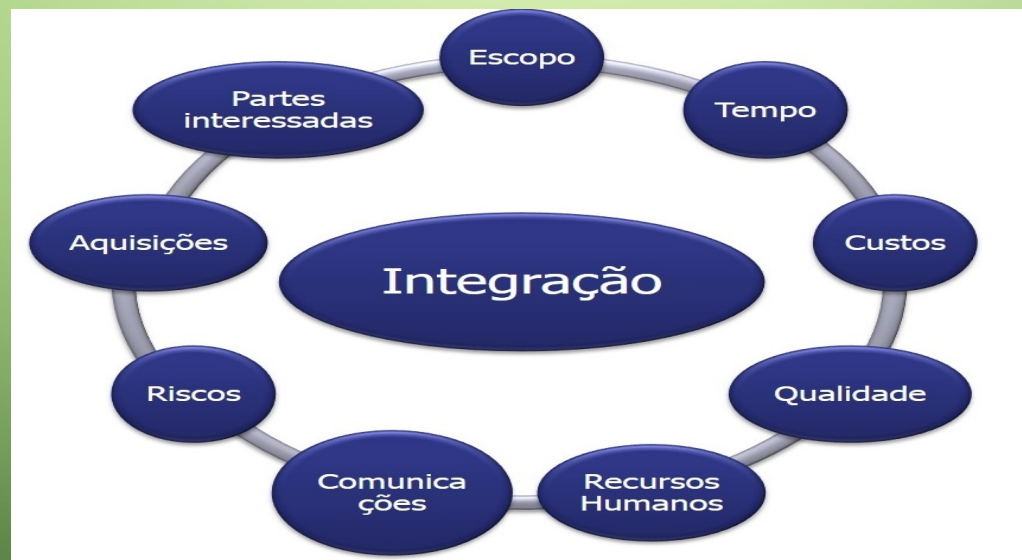 Escopo
Partes
interessadas
Tempo
Aquisições
Custos
Integração
Riscos
Qualidade
Comunica
ções
Recursos
Humanos